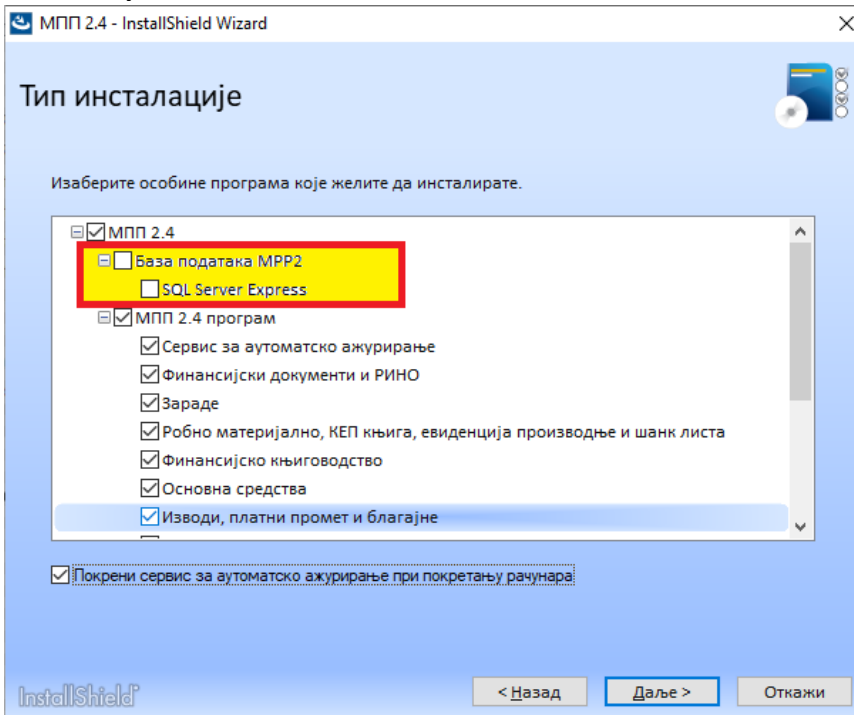 МПП 2.4 - InstallShield Wizard
Тип инсталације
Изаберите особине програма које желите да инсталирате.
МПП 2.4
База података МРР2
SQL Server Express
МПП 2.4 програм
Сервис за аутоматско ажурирање
Финансијски документи и РИНО
Зараде
Робно материјално, КЕП књига, евиденција производње и шанк листа
Финансијско књиговодство
Основна средства
Изводи, платни промет и благајне
Покрени сервис за аутоматско ажурирање при покретању рачунара
InstallShield
< Назад Даље > Откажи